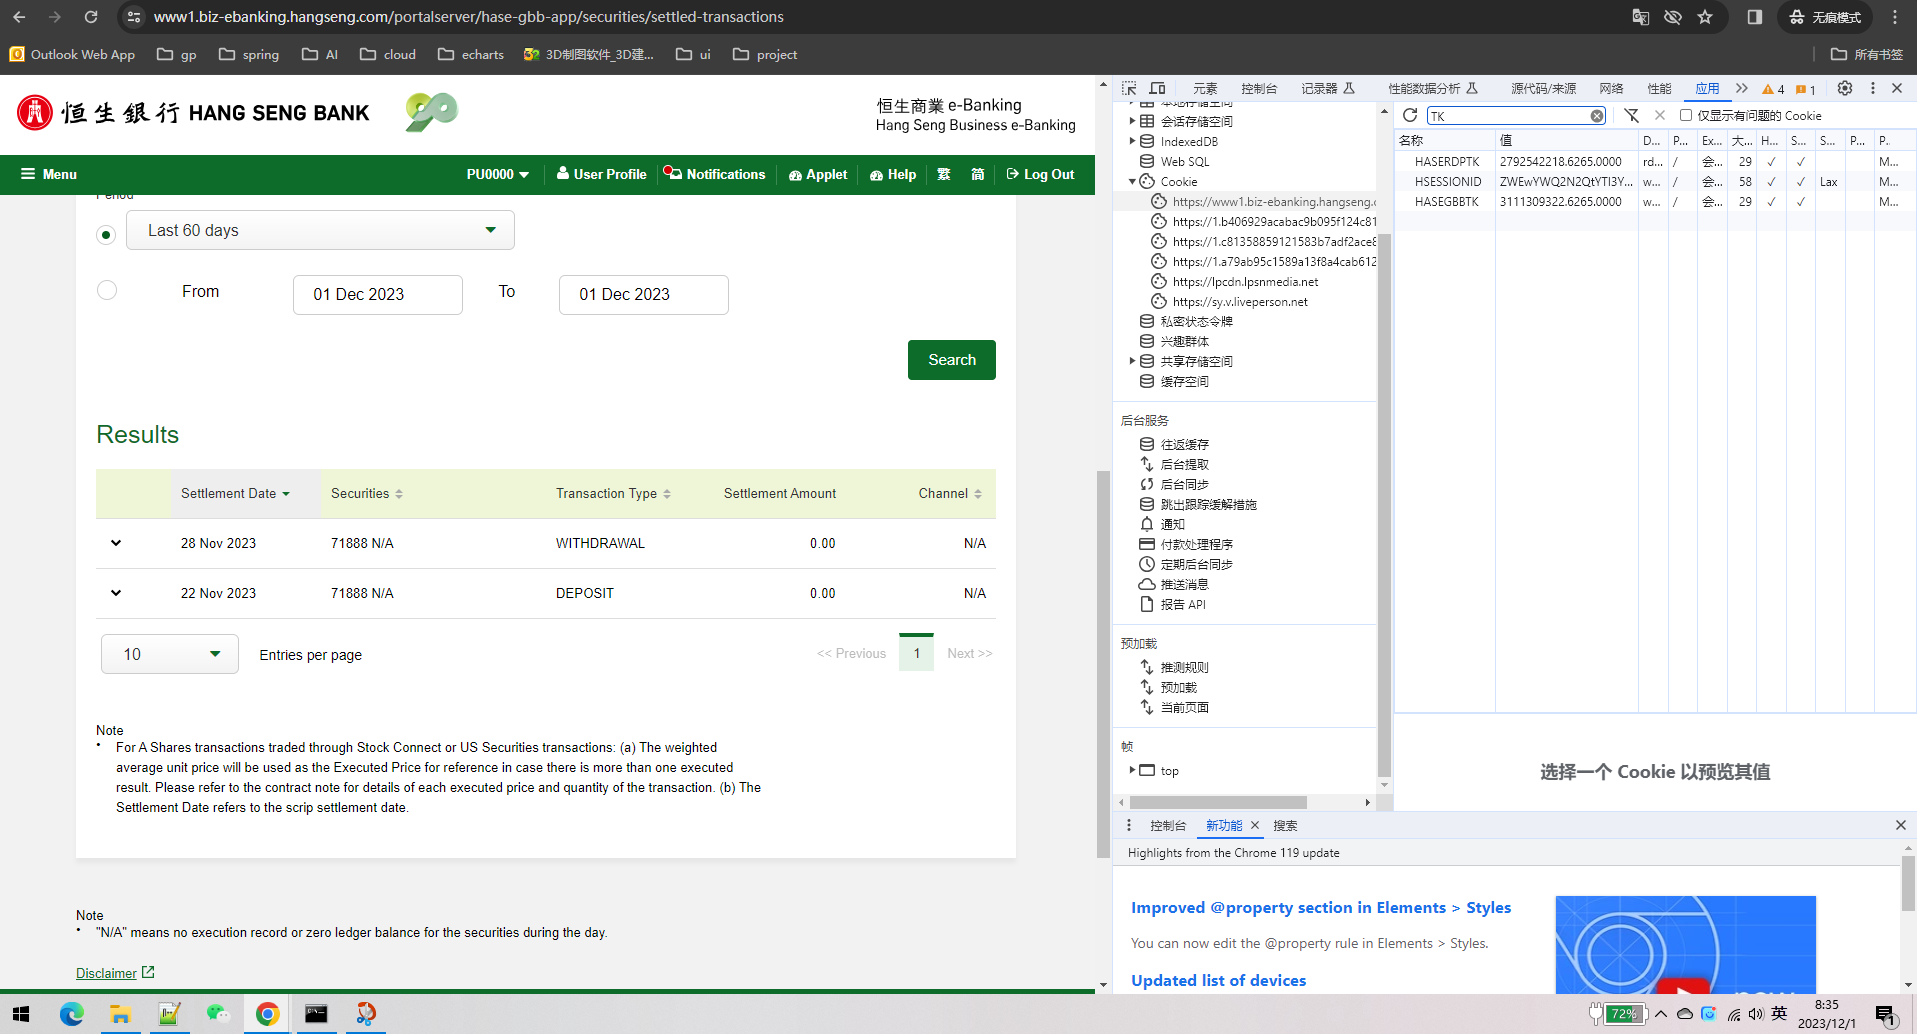 www1.biz-ebanking.hangseng.com/portalserver/hase-gbb-app/securities/settled-transactions
无痕模式
Outlook Web App
gp
spring
AI
cloud
echarts
3D制图软件_3D建...
ui
project
所有书签
恒生銀行 HANG SENG BANK
90
恒生商業 e-Banking
Hang Seng Business e-Banking
Menu
PU0000
User Profile
Notifications
Applet
Help
繁
简
Log Out
Period
Last 60 days
From
01 Dec 2023
To
01 Dec 2023
Search
Results
Settlement Date Securities Transaction Type Settlement Amount Channel
28 Nov 2023 71888 N/A WITHDRAWAL 0.00 N/A
22 Nov 2023 71888 N/A DEPOSIT 0.00 N/A
10
Entries per page
<< Previous 1 Next >>
Note
• For A Shares transactions traded through Stock Connect or US Securities transactions: (a) The weighted
average unit price will be used as the Executed Price for reference in case there is more than one executed
result. Please refer to the contract note for details of each executed price and quantity of the transaction. (b) The
Settlement Date refers to the scrip settlement date.
Note
• "N/A" means no execution record or zero ledger balance for the securities during the day.
Disclaimer
元素 控制台 记录器 性能数据分析 源代码/来源 网络 性能 应用 4 1
本地存储空间
会话存储空间
IndexedDB
Web SQL
Cookie
https://www1.biz-ebanking.hangseng.c
https://1.b406929acabac9b095f124c81
https://1.c81358859121583b7adf2ace8
https://1.a79ab95c1589a13f8a4cab612
https://lpcdn.lpsnmedia.net
https://sy.v.liveperson.net
私密状态令牌
兴趣群体
共享存储空间
缓存空间
后台服务
往返缓存
后台提取
后台同步
跳出跟踪缓解措施
通知
付款处理程序
定期后台同步
推送消息
报告 API
预加载
推测规则
预加载
当前页面
帧
top
TK
仅显示有问题的 Cookie
名称 值 D... P... Ex... 大... H... S... S... P... P.
HASERDPTK 2792542218.6265.0000 rd... / 会... 29 ✓ ✓ M...
HSESSIONID ZWEwYWQ2N2QtYTI3Y... w... / 会... 58 ✓ ✓ Lax M...
HASEGBBTK 3111309322.6265.0000 w... / 会... 29 ✓ ✓ M...
选择一个 Cookie 以预览其值
控制台 新功能 搜索
Highlights from the Chrome 119 update
Improved @property section in Elements > Styles
You can now edit the @property rule in Elements > Styles.
Updated list of devices
72%
英
8:35
2023/12/1
1